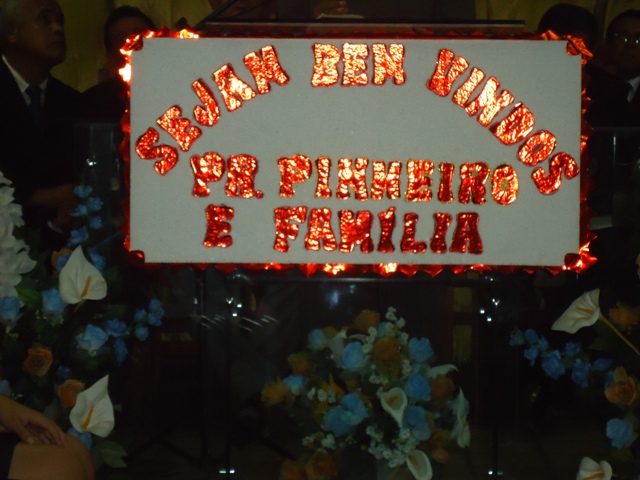 SEJAM BEM VINDOS
PR. PINHEIRO
E FAMÍLIA